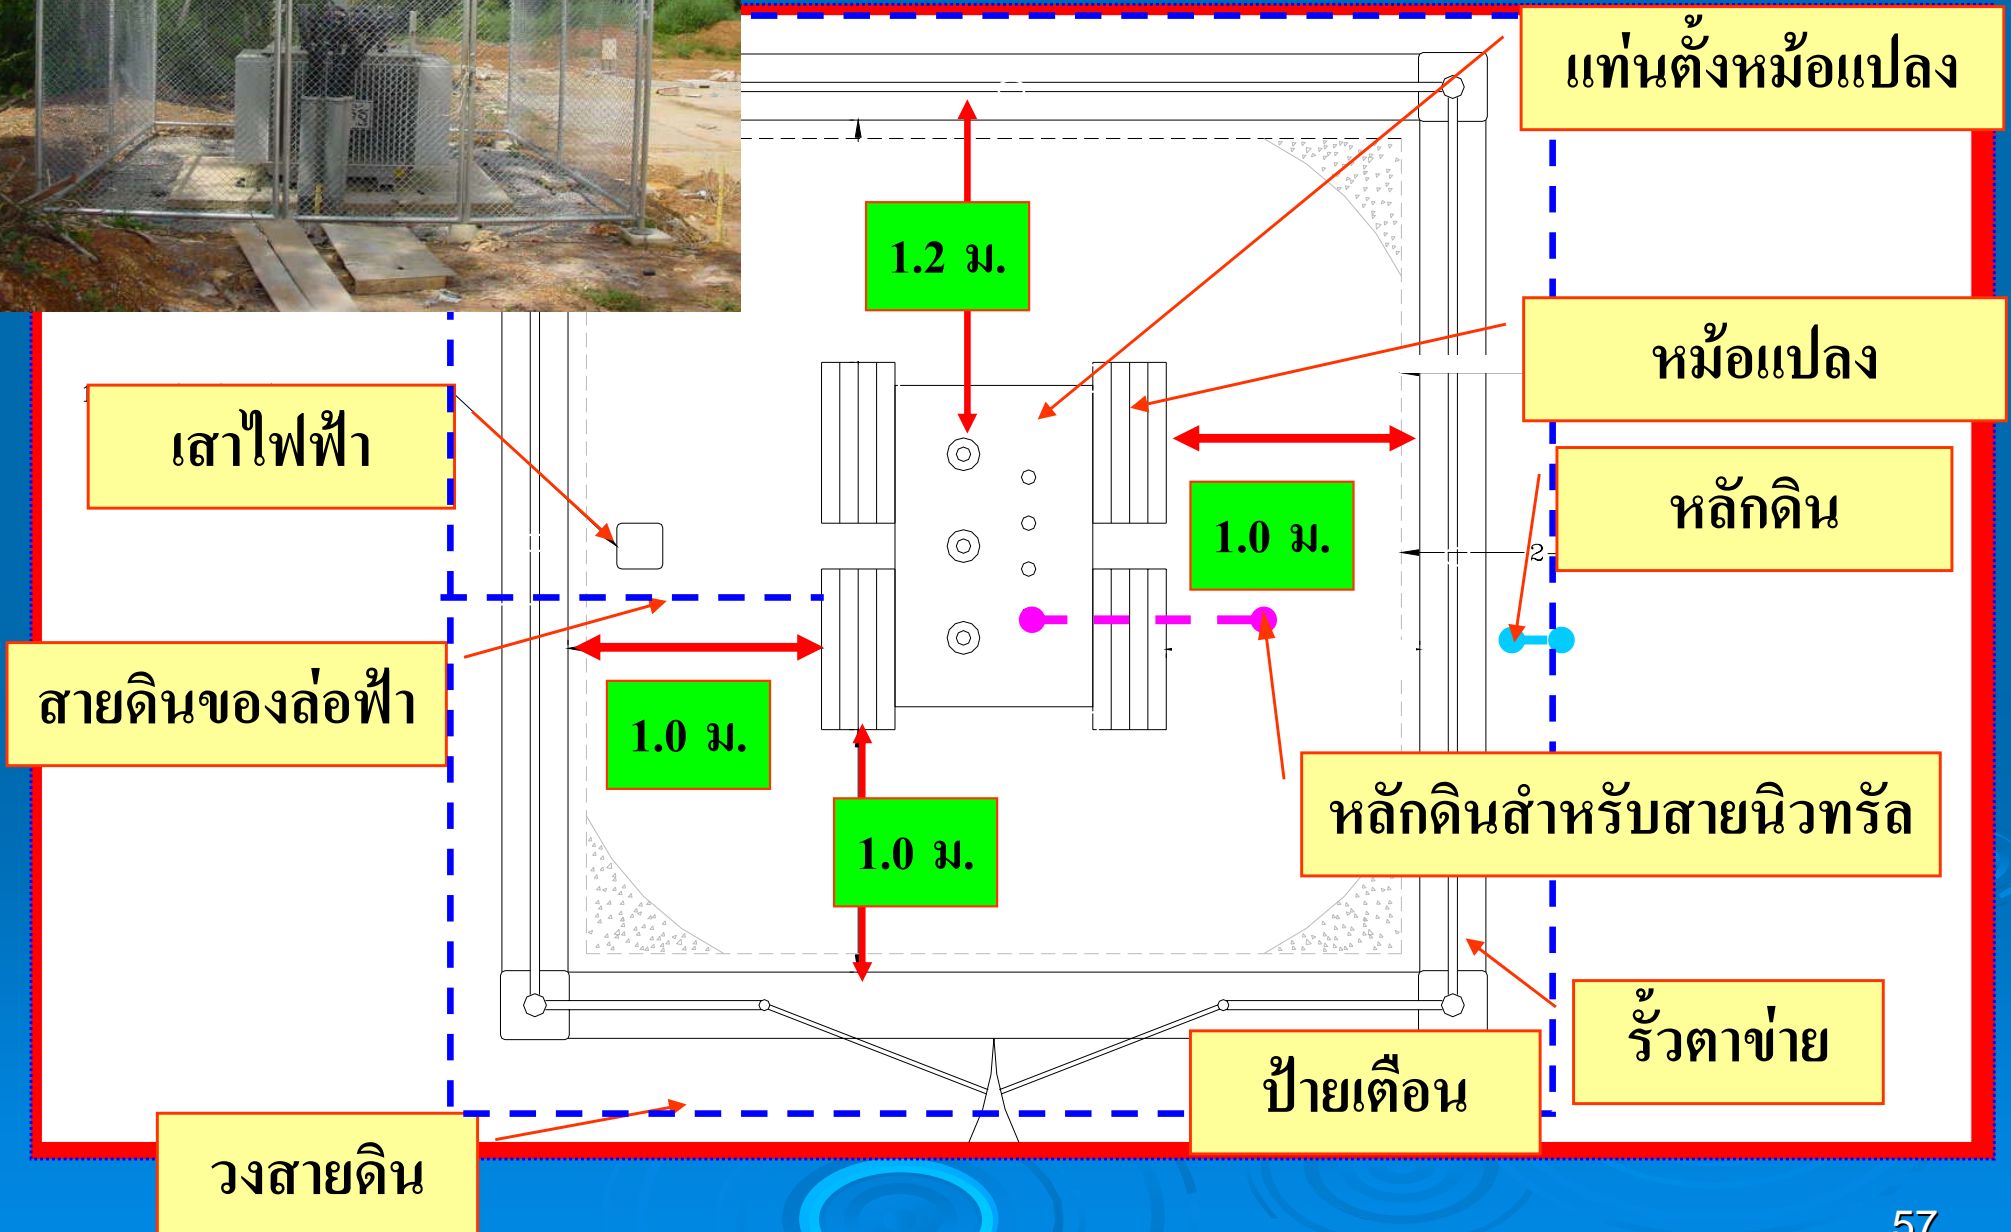 แท่นตั้งหม้อแปลง
1.2 ม.
หม้อแปลง
เสาไฟฟ้า
หลักดิน
1.0 ม.
2
สายดินของล่อฟ้า
1.0 ม.
หลักดินสำหรับสายนิวทรัล
1.0 ม.
รั้วตาข่าย
ป้ายเตือน
วงสายดิน
57